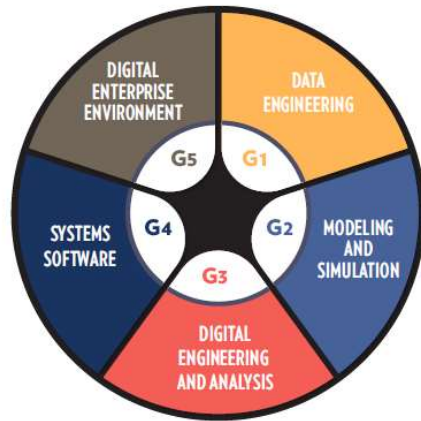 DIGITAL
ENTERPRISE
ENVIRONMENT
G5
DATA
ENGINEERING
G1
MODELING
AND
SIMULATION
G2
DIGITAL
ENGINEERING
AND ANALYSIS
G3
SYSTEMS
SOFTWARE
G4